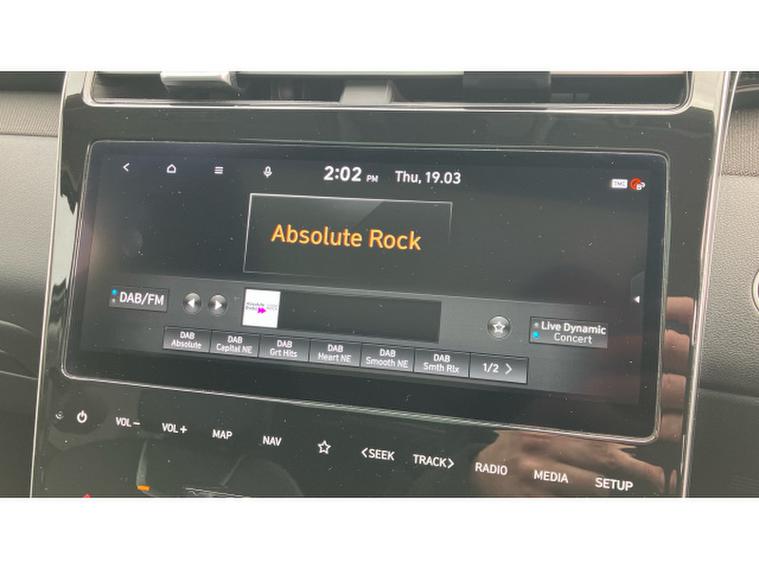 2:02 PM Thu, 19.03
TMC
Absolute Rock
DAB/FM
Live Dynamic
Concert
DAB
Absolute
DAB
Capital NE
DAB
Grt Hits
DAB
Heart NE
DAB
Smooth NE
DAB
Smth Rlx
1/2
VOL-
VOL+
MAP
NAV
SEEK
TRACK
RADIO
MEDIA
SETUP